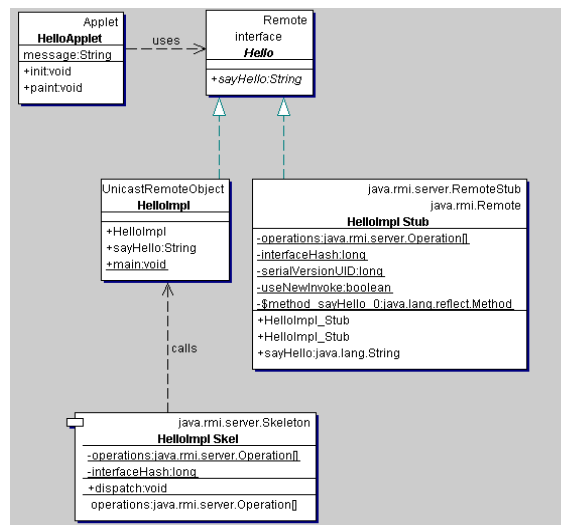 Applet
HelloApplet
message:String
+init:void
+paint:void
uses
Remote
interface
Hello
+sayHello:String
UnicastRemoteObject
HelloImpl
+HelloImpl
+sayHello:String
+main:void
java.rmi.server.RemoteStub
java.rmi.Remote
HelloImpl Stub
-operations:java.rmi.server.Operation[]
-interfaceHash:long
-serialVersionUID:long
-useNewInvoke:boolean
-$method_sayHello_0:java.lang.reflect.Method
+HelloImpl_Stub
+HelloImpl_Stub
+sayHello:java.lang.String
calls
java.rmi.server.Skeleton
HelloImpl Skel
-operations:java.rmi.server.Operation[]
-interfaceHash:long
+dispatch:void
operations:java.rmi.server.Operation[]